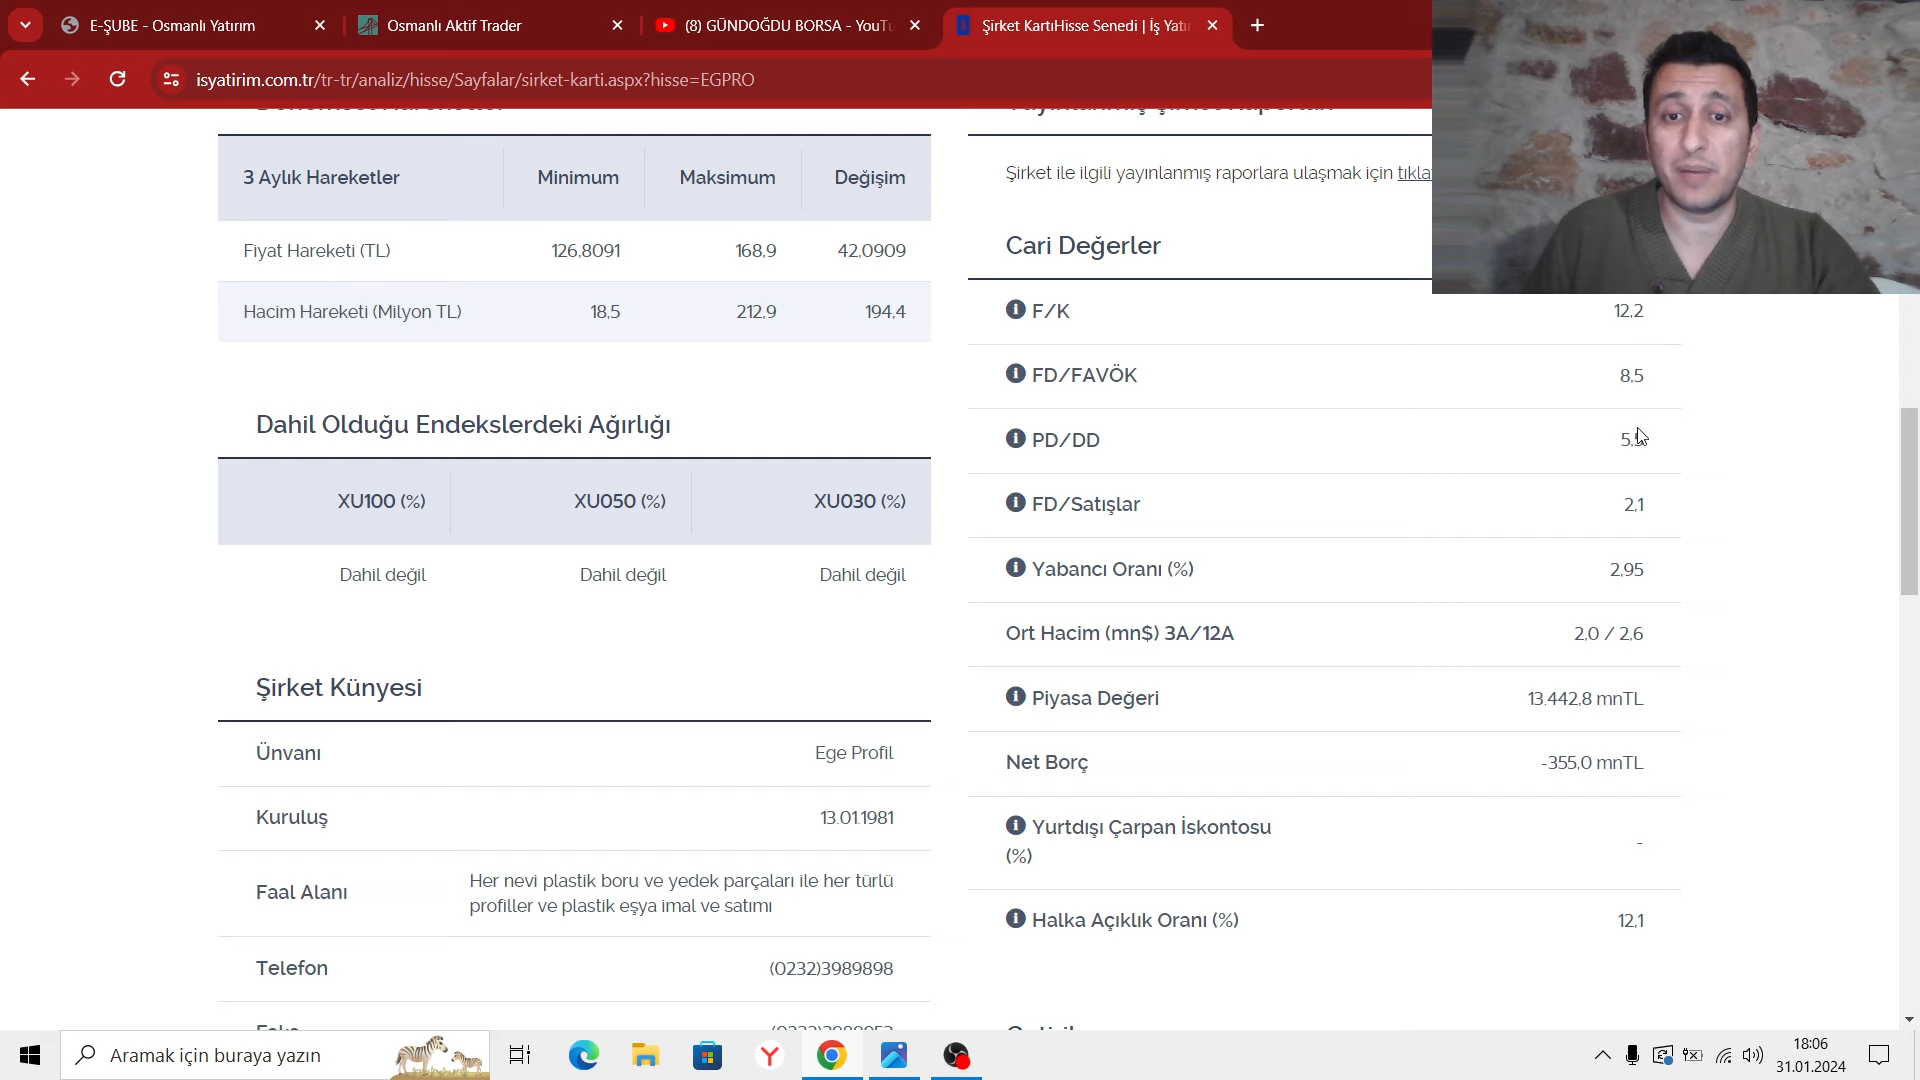 E-ŞUBE - Osmanlı Yatırım
Osmanlı Aktif Trader
(8) GÜNDOĞDU BORSA - YouTu
Şirket KartıHisse Senedi | İş Yatır
isyatirim.com.tr/tr-tr/analiz/hisse/Sayfalar/sirket-karti.aspx?hisse=EGPRO
3 Aylık Hareketler Minimum Maksimum Değişim
Fiyat Hareketi (TL) 126,8091 168,9 42,0909
Hacim Hareketi (Milyon TL) 18,5 212,9 194,4
Dahil Olduğu Endekslerdeki Ağırlığı
XU100 (%) XU050 (%) XU030 (%)
Dahil değil Dahil değil Dahil değil
Şirket Künyesi
Ünvanı Ege Profil
Kuruluş 13.01.1981
Faal Alanı Her nevi plastik boru ve yedek parçaları ile her türlü
profiller ve plastik eşya imal ve satımı
Telefon (0232)3989898
Şirket ile ilgili yayınlanmış raporlara ulaşmak için tıkla
Cari Değerler
F/K 12,2
FD/FAVÖK 8,5
PD/DD
FD/Satışlar 2,1
Yabancı Oranı (%) 2,95
Ort Hacim (mn$) 3A/12A 2,0 / 2,6
Piyasa Değeri 13.442,8 mnTL
Net Borç -355,0 mnTL
Yurtdışı Çarpan İskontosu
(%) -
Halka Açıklık Oranı (%) 12,1
Aramak için buraya yazın
18:06
31.01.2024